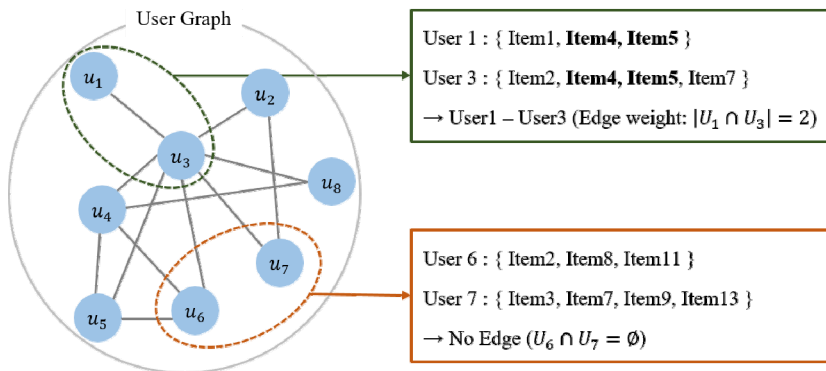 User Graph
u₁
u₂
u₃
u₈
u₄
u₇
u₆
u₅
User 1 : { Item1, Item4, Item5 }
User 3 : { Item2, Item4, Item5, Item7 }
→ User1 – User3 (Edge weight: |U₁ ∩ U₃| = 2)
User 6 : { Item2, Item8, Item11 }
User 7 : { Item3, Item7, Item9, Item13 }
→ No Edge (U₆ ∩ U₇ = ∅)